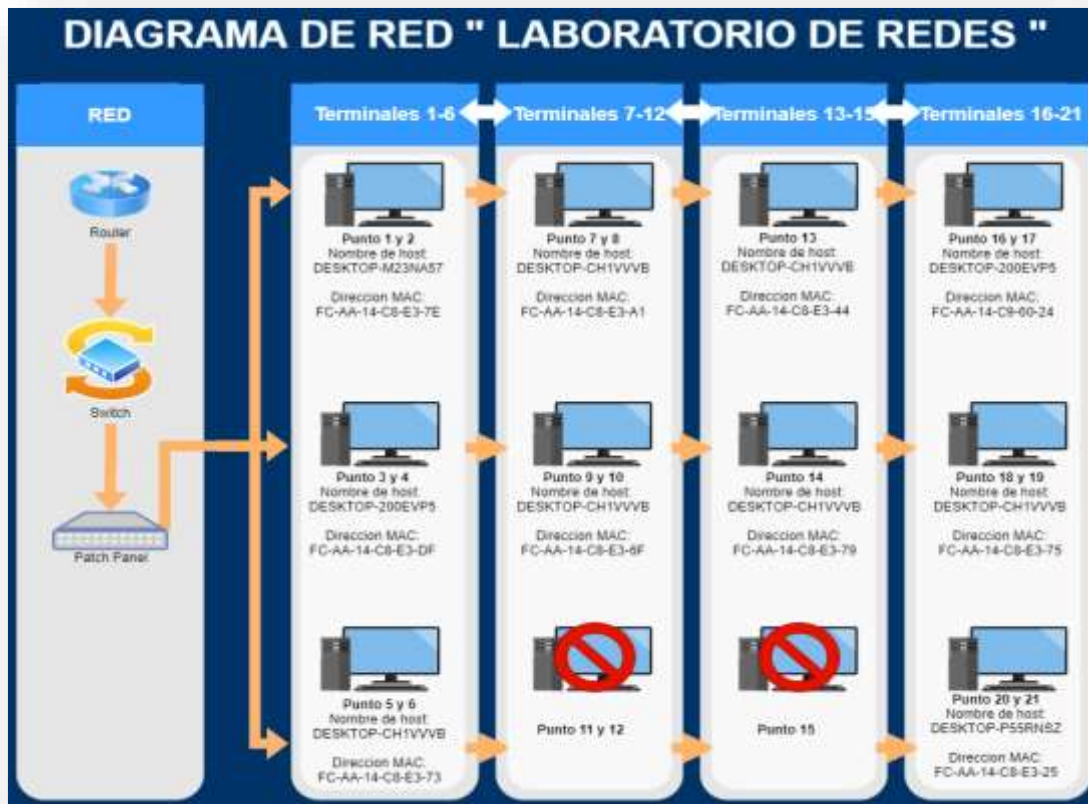 DIAGRAMA DE RED " LABORATORIO DE REDES "
RED
Router
Switch
Patch Panel
Terminales 1-6
Punto 1 y 2
Nombre de host
DESKTOP-M23NA57
Direccion MAC:
FC-AA-14-C8-E3-7E
Punto 3 y 4
Nombre de host
DESKTOP-200EVP5
Direccion MAC:
FC-AA-14-C8-E3-DF
Punto 5 y 6
Nombre de host
DESKTOP-CH1VVVB
Direccion MAC:
FC-AA-14-C8-E3-73
Terminales 7-12
Punto 7 y 8
Nombre de host
DESKTOP-CH1VVVB
Direccion MAC:
FC-AA-14-C8-E3-A1
Punto 9 y 10
Nombre de host
DESKTOP-CH1VVVB
Direccion MAC:
FC-AA-14-C8-E3-6F
Punto 11 y 12
Terminales 13-15
Punto 13
Nombre de host
DESKTOP-CH1VVVB
Direccion MAC:
FC-AA-14-C8-E3-44
Punto 14
Nombre de host
DESKTOP-CH1VVVB
Direccion MAC:
FC-AA-14-C8-E3-79
Punto 15
Terminales 16-21
Punto 16 y 17
Nombre de host
DESKTOP-200EVP5
Direccion MAC:
FC-AA-14-C9-60-24
Punto 18 y 19
Nombre de host
DESKTOP-CH1VVVB
Direccion MAC:
FC-AA-14-C8-E3-75
Punto 20 y 21
Nombre de host
Direccion MAC:
FC-AA-14-C8-E3-25